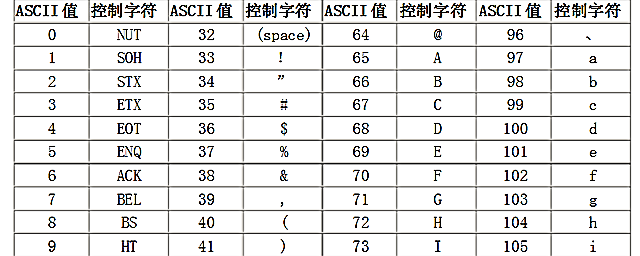 ASCII值 控制字符 ASCII值 控制字符 ASCII值 控制字符 ASCII值 控制字符
0 NUT 32 (space) 64 @ 96 、
1 SOH 33 ! 65 A 97 a
2 STX 34 ” 66 B 98 b
3 ETX 35 # 67 C 99 c
4 EOT 36 $ 68 D 100 d
5 ENQ 37 % 69 E 101 e
6 ACK 38 & 70 F 102 f
7 BEL 39 , 71 G 103 g
8 BS 40 ( 72 H 104 h
9 HT 41 ) 73 I 105 i